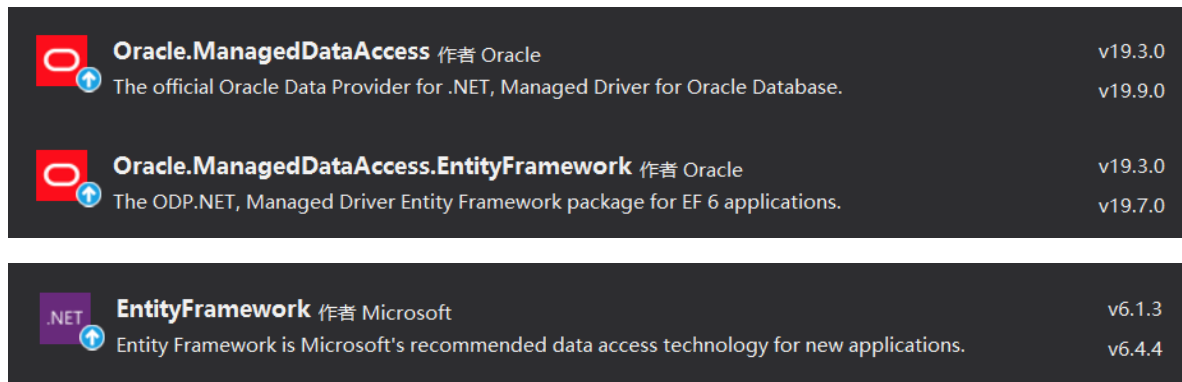 Oracle.ManagedDataAccess 作者 Oracle v19.3.0
The official Oracle Data Provider for .NET, Managed Driver for Oracle Database. v19.9.0
Oracle.ManagedDataAccess.EntityFramework 作者 Oracle v19.3.0
The ODP.NET, Managed Driver Entity Framework package for EF 6 applications. v19.7.0
.NET EntityFramework 作者 Microsoft v6.1.3
Entity Framework is Microsoft's recommended data access technology for new applications. v6.4.4